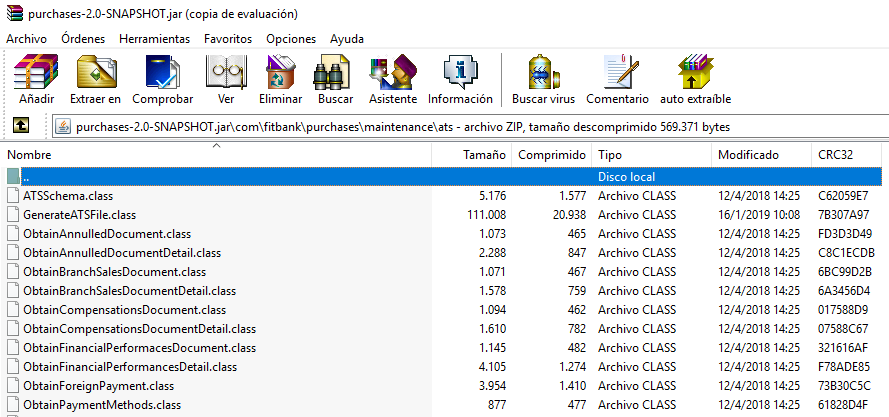 purchases-2.0-SNAPSHOT.jar (copia de evaluación)
Archivo Órdenes Herramientas Favoritos Opciones Ayuda
Añadir Extraer en Comprobar Ver Eliminar Buscar Asistente Información Buscar virus Comentario auto extraíble
purchases-2.0-SNAPSHOT.jar\com\fitbank\purchases\maintenance\ats - archivo ZIP, tamaño descomprimido 569.371 bytes
Nombre Tamaño Comprimido Tipo Modificado CRC32
.. Disco local
ATSSchema.class 5.176 1.577 Archivo CLASS 12/4/2018 14:25 C62059E7
GenerateATSFile.class 111.008 20.938 Archivo CLASS 16/1/2019 10:08 7B307A97
ObtainAnnulledDocument.class 1.073 465 Archivo CLASS 12/4/2018 14:25 FD3D3D49
ObtainAnnulledDocumentDetail.class 2.288 847 Archivo CLASS 12/4/2018 14:25 C8C1ECDB
ObtainBranchSalesDocument.class 1.071 467 Archivo CLASS 12/4/2018 14:25 6BC99D2B
ObtainBranchSalesDocumentDetail.class 1.578 759 Archivo CLASS 12/4/2018 14:25 6A3456D4
ObtainCompensationsDocument.class 1.094 462 Archivo CLASS 12/4/2018 14:25 017588D9
ObtainCompensationsDocumentDetail.class 1.610 782 Archivo CLASS 12/4/2018 14:25 07588C67
ObtainFinancialPerformacesDocument.class 1.145 482 Archivo CLASS 12/4/2018 14:25 321616AF
ObtainFinancialPerformancesDetail.class 4.105 1.274 Archivo CLASS 12/4/2018 14:25 F78ADE85
ObtainForeignPayment.class 3.954 1.410 Archivo CLASS 12/4/2018 14:25 73B30C5C
ObtainPaymentMethods.class 877 477 Archivo CLASS 12/4/2018 14:25 61828D4F